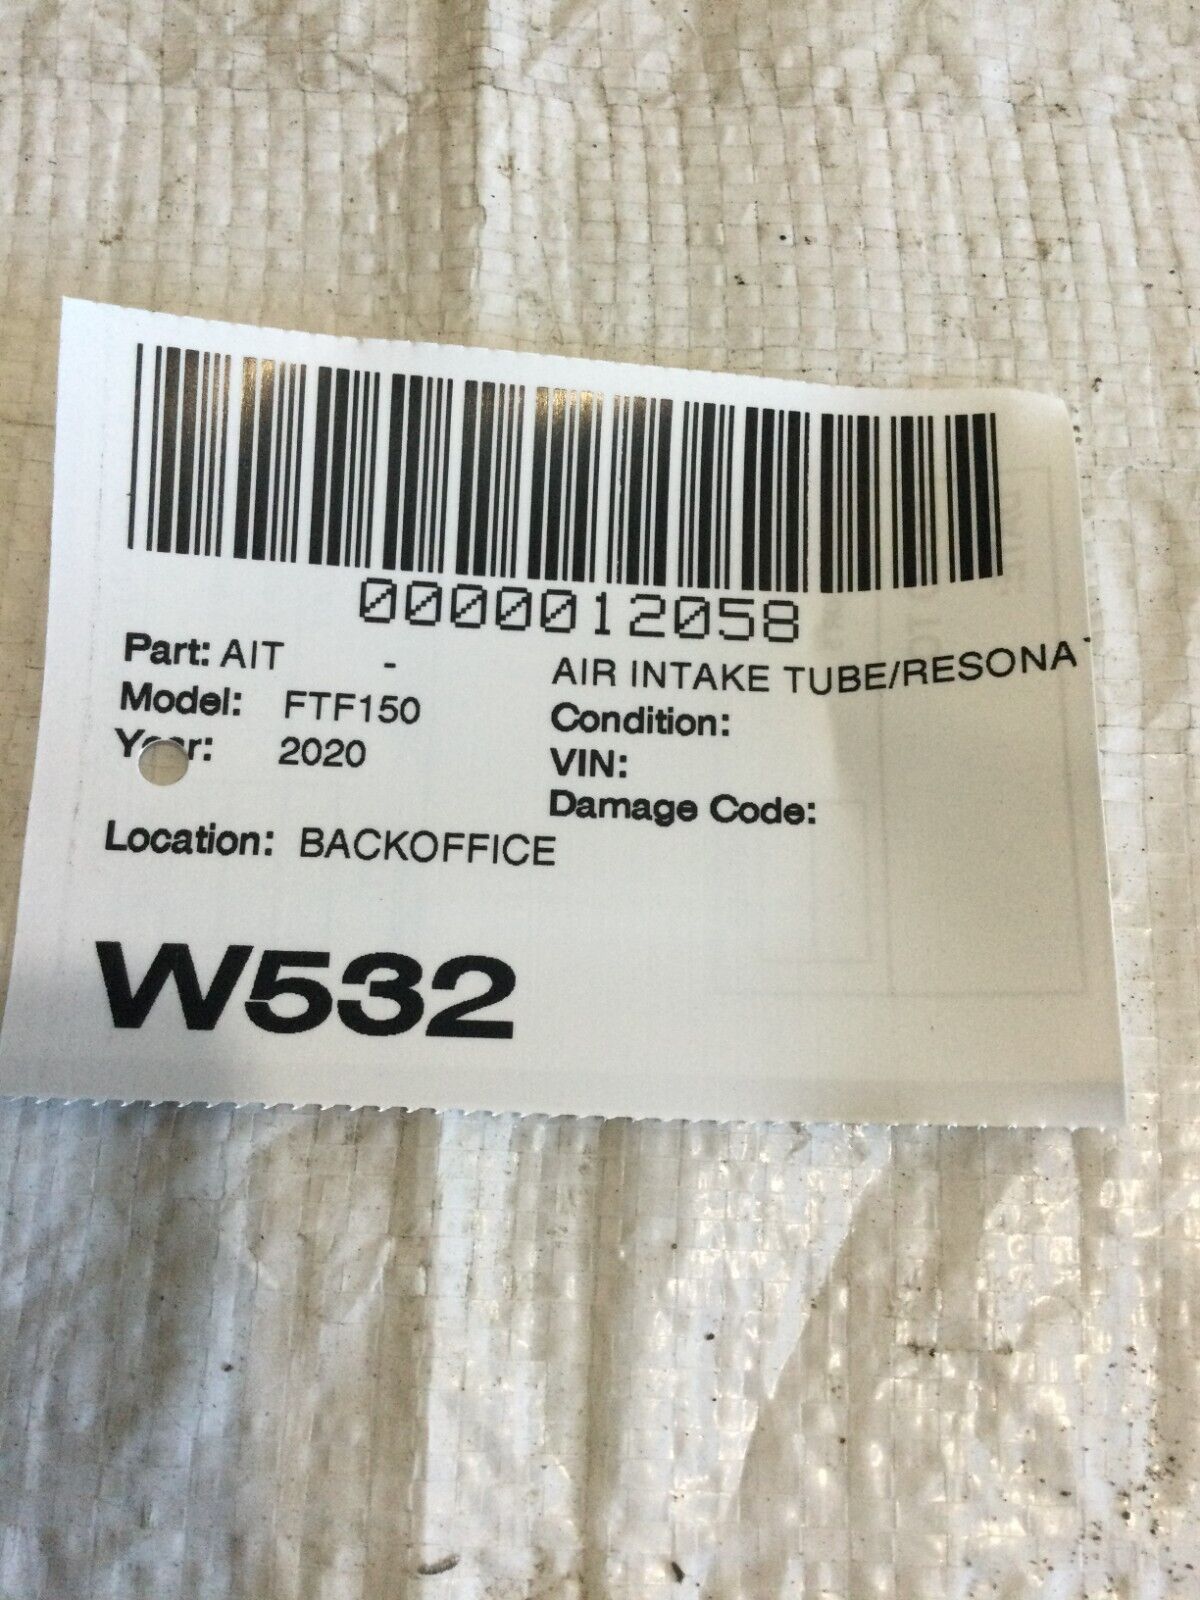 0000012058
Part: AIT - AIR INTAKE TUBE/RESONA
Model: FTF150 Condition:
Year: 2020 VIN:
Damage Code:
Location: BACKOFFICE
W532